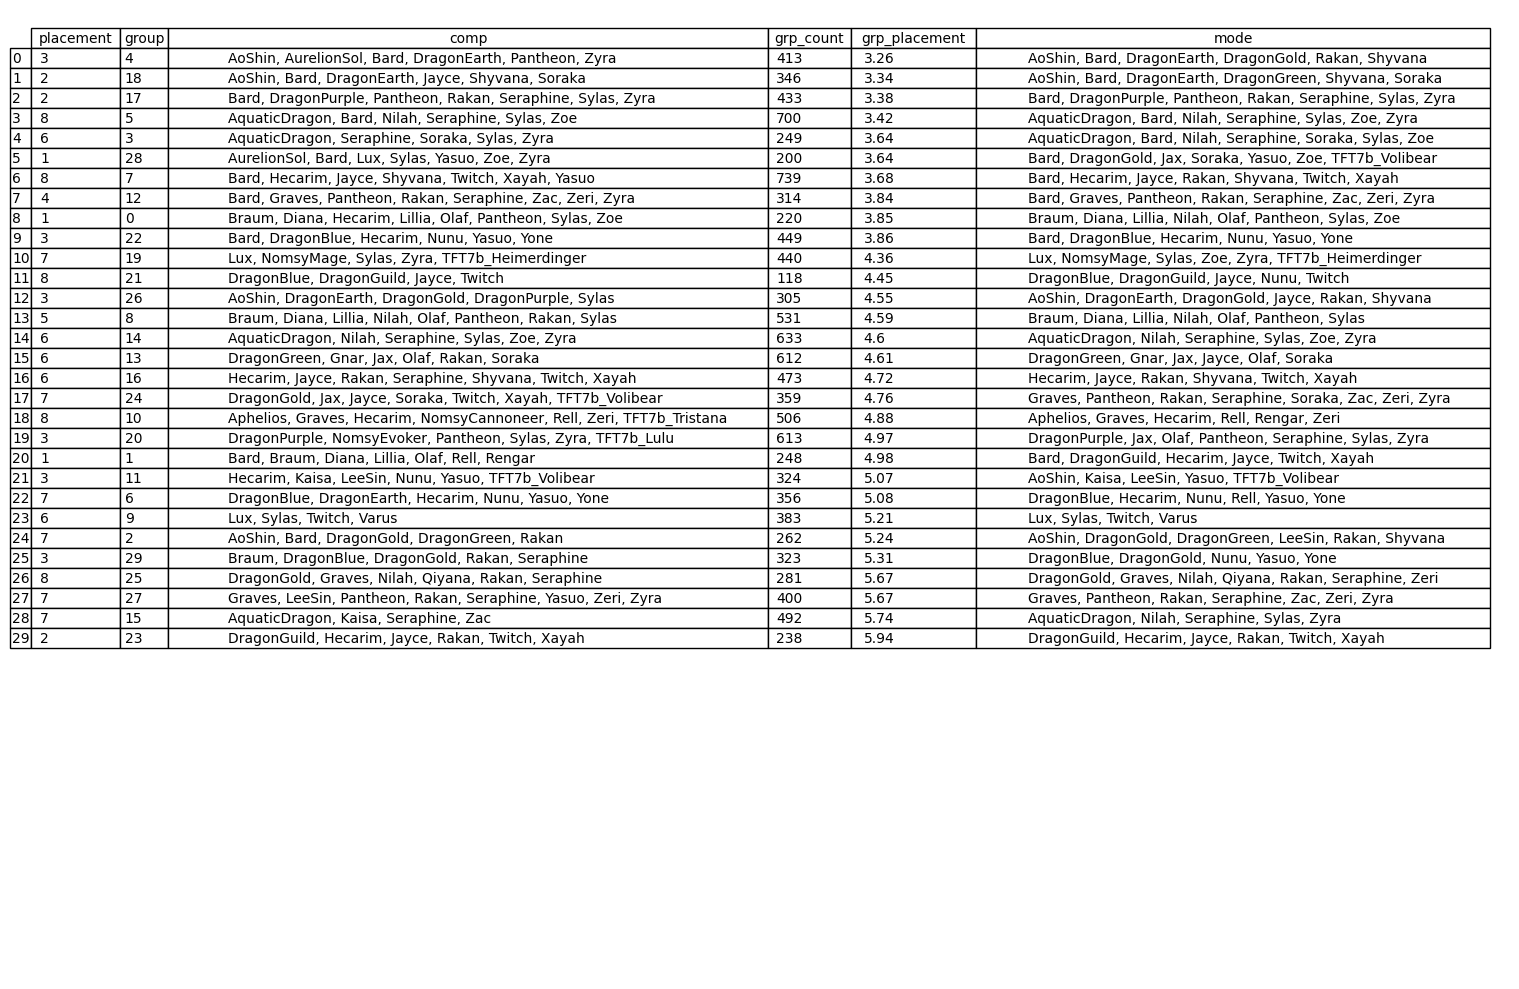 placement group comp grp_count grp_placement mode
0 3 4 AoShin, AurelionSol, Bard, DragonEarth, Pantheon, Zyra 413 3.26 AoShin, Bard, DragonEarth, DragonGold, Rakan, Shyvana
1 2 18 AoShin, Bard, DragonEarth, Jayce, Shyvana, Soraka 346 3.34 AoShin, Bard, DragonEarth, DragonGreen, Shyvana, Soraka
2 2 17 Bard, DragonPurple, Pantheon, Rakan, Seraphine, Sylas, Zyra 433 3.38 Bard, DragonPurple, Pantheon, Rakan, Seraphine, Sylas, Zyra
3 8 5 AquaticDragon, Bard, Nilah, Seraphine, Sylas, Zoe 700 3.42 AquaticDragon, Bard, Nilah, Seraphine, Sylas, Zoe, Zyra
4 6 3 AquaticDragon, Seraphine, Soraka, Sylas, Zyra 249 3.64 AquaticDragon, Bard, Nilah, Seraphine, Soraka, Sylas, Zoe
5 1 28 AurelionSol, Bard, Lux, Sylas, Yasuo, Zoe, Zyra 200 3.64 Bard, DragonGold, Jax, Soraka, Yasuo, Zoe, TFT7b_Volibear
6 8 7 Bard, Hecarim, Jayce, Shyvana, Twitch, Xayah, Yasuo 739 3.68 Bard, Hecarim, Jayce, Rakan, Shyvana, Twitch, Xayah
7 4 12 Bard, Graves, Pantheon, Rakan, Seraphine, Zac, Zeri, Zyra 314 3.84 Bard, Graves, Pantheon, Rakan, Seraphine, Zac, Zeri, Zyra
8 1 0 Braum, Diana, Hecarim, Lillia, Olaf, Pantheon, Sylas, Zoe 220 3.85 Braum, Diana, Lillia, Nilah, Olaf, Pantheon, Sylas, Zoe
9 3 22 Bard, DragonBlue, Hecarim, Nunu, Yasuo, Yone 449 3.86 Bard, DragonBlue, Hecarim, Nunu, Yasuo, Yone
10 7 19 Lux, NomsyMage, Sylas, Zyra, TFT7b_Heimerdinger 440 4.36 Lux, NomsyMage, Sylas, Zoe, Zyra, TFT7b_Heimerdinger
11 8 21 DragonBlue, DragonGuild, Jayce, Twitch 118 4.45 DragonBlue, DragonGuild, Jayce, Nunu, Twitch
12 3 26 AoShin, DragonEarth, DragonGold, DragonPurple, Sylas 305 4.55 AoShin, DragonEarth, DragonGold, Jayce, Rakan, Shyvana
13 5 8 Braum, Diana, Lillia, Nilah, Olaf, Pantheon, Rakan, Sylas 531 4.59 Braum, Diana, Lillia, Nilah, Olaf, Pantheon, Sylas
14 6 14 AquaticDragon, Nilah, Seraphine, Sylas, Zoe, Zyra 633 4.6 AquaticDragon, Nilah, Seraphine, Sylas, Zoe, Zyra
15 6 13 DragonGreen, Gnar, Jax, Olaf, Rakan, Soraka 612 4.61 DragonGreen, Gnar, Jax, Jayce, Olaf, Soraka
16 6 16 Hecarim, Jayce, Rakan, Seraphine, Shyvana, Twitch, Xayah 473 4.72 Hecarim, Jayce, Rakan, Shyvana, Twitch, Xayah
17 7 24 DragonGold, Jax, Jayce, Soraka, Twitch, Xayah, TFT7b_Volibear 359 4.76 Graves, Pantheon, Rakan, Seraphine, Soraka, Zac, Zeri, Zyra
18 8 10 Aphelios, Graves, Hecarim, NomsyCannoneer, Rell, Zeri, TFT7b_Tristana 506 4.88 Aphelios, Graves, Hecarim, Rell, Rengar, Zeri
19 3 20 DragonPurple, NomsyEvoker, Pantheon, Sylas, Zyra, TFT7b_Lulu 613 4.97 DragonPurple, Jax, Olaf, Pantheon, Seraphine, Sylas, Zyra
20 1 1 Bard, Braum, Diana, Lillia, Olaf, Rell, Rengar 248 4.98 Bard, DragonGuild, Hecarim, Jayce, Twitch, Xayah
21 3 11 Hecarim, Kaisa, LeeSin, Nunu, Yasuo, TFT7b_Volibear 324 5.07 AoShin, Kaisa, LeeSin, Yasuo, TFT7b_Volibear
22 7 6 DragonBlue, DragonEarth, Hecarim, Nunu, Yasuo, Yone 356 5.08 DragonBlue, Hecarim, Nunu, Rell, Yasuo, Yone
23 6 9 Lux, Sylas, Twitch, Varus 383 5.21 Lux, Sylas, Twitch, Varus
24 7 2 AoShin, Bard, DragonGold, DragonGreen, Rakan 262 5.24 AoShin, DragonGold, DragonGreen, LeeSin, Rakan, Shyvana
25 3 29 Braum, DragonBlue, DragonGold, Rakan, Seraphine 323 5.31 DragonBlue, DragonGold, Nunu, Yasuo, Yone
26 8 25 DragonGold, Graves, Nilah, Qiyana, Rakan, Seraphine 281 5.67 DragonGold, Graves, Nilah, Qiyana, Rakan, Seraphine, Zeri
27 7 27 Graves, LeeSin, Pantheon, Rakan, Seraphine, Yasuo, Zeri, Zyra 400 5.67 Graves, Pantheon, Rakan, Seraphine, Zac, Zeri, Zyra
28 7 15 AquaticDragon, Kaisa, Seraphine, Zac 492 5.74 AquaticDragon, Nilah, Seraphine, Sylas, Zyra
29 2 23 DragonGuild, Hecarim, Jayce, Rakan, Twitch, Xayah 238 5.94 DragonGuild, Hecarim, Jayce, Rakan, Twitch, Xayah